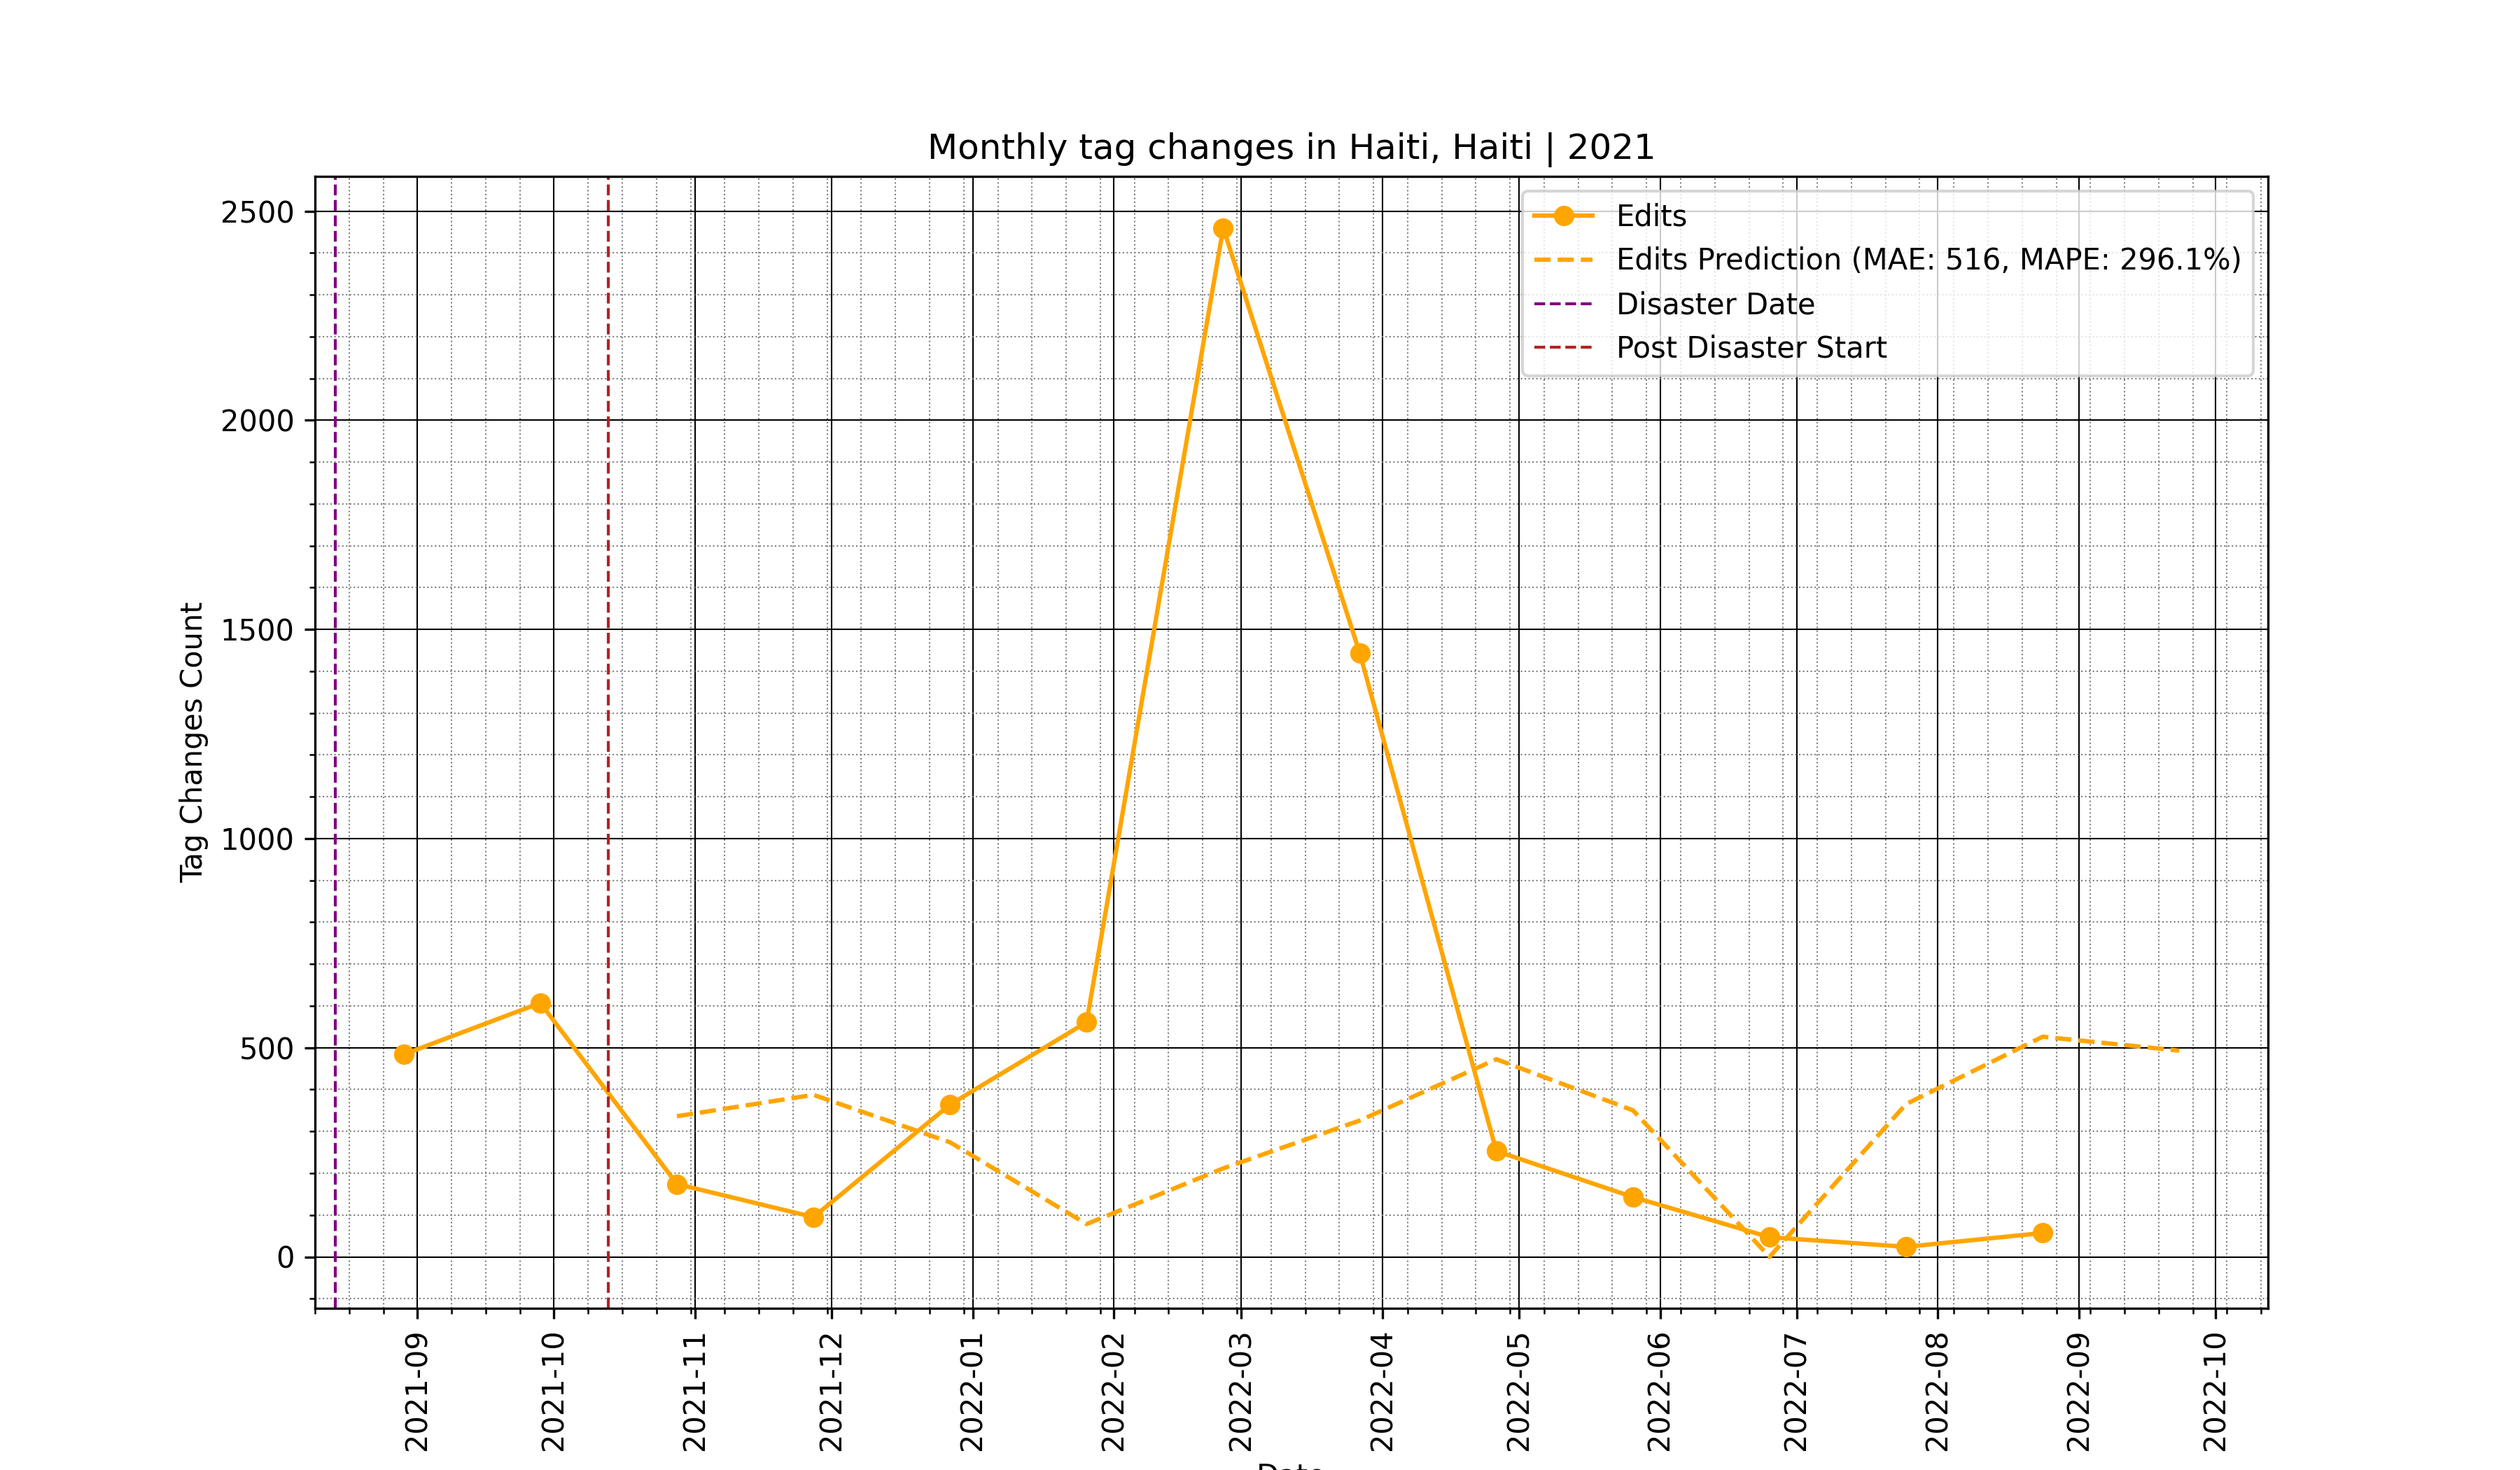 Monthly tag changes in Haiti, Haiti | 2021
Edits
Edits Prediction (MAE: 516, MAPE: 296.1%)
Disaster Date
Post Disaster Start
Tag Changes Count
2500
2000
1500
1000
500
0
2021-09
2021-10
2021-11
2021-12
2022-01
2022-02
2022-03
2022-04
2022-05
2022-06
2022-07
2022-08
2022-09
2022-10
Date